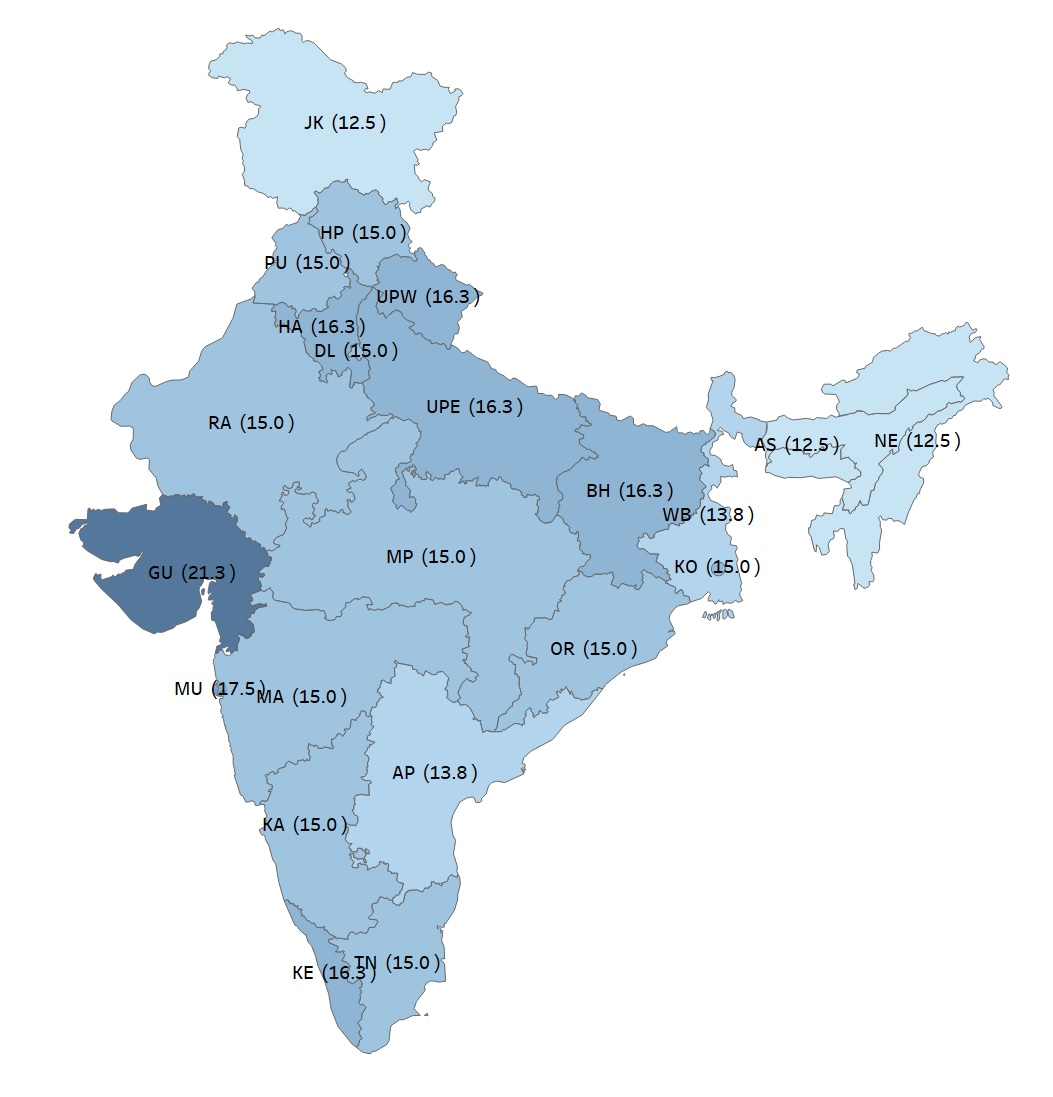 JK (12.5 )
HP (15.0 )
PU (15.0 )
UPW (16.3 )
HA (16.3 )
DL (15.0 )
UPE (16.3 )
RA (15.0 )
AS (12.5 )
NE (12.5 )
BH (16.3 )
WB (13.8 )
MP (15.0 )
KO (15.0 )
GU (21.3 )
OR (15.0 )
MU (17.5 )
MA (15.0 )
AP (13.8 )
KA (15.0 )
TN (15.0 )
KE (16.3 )